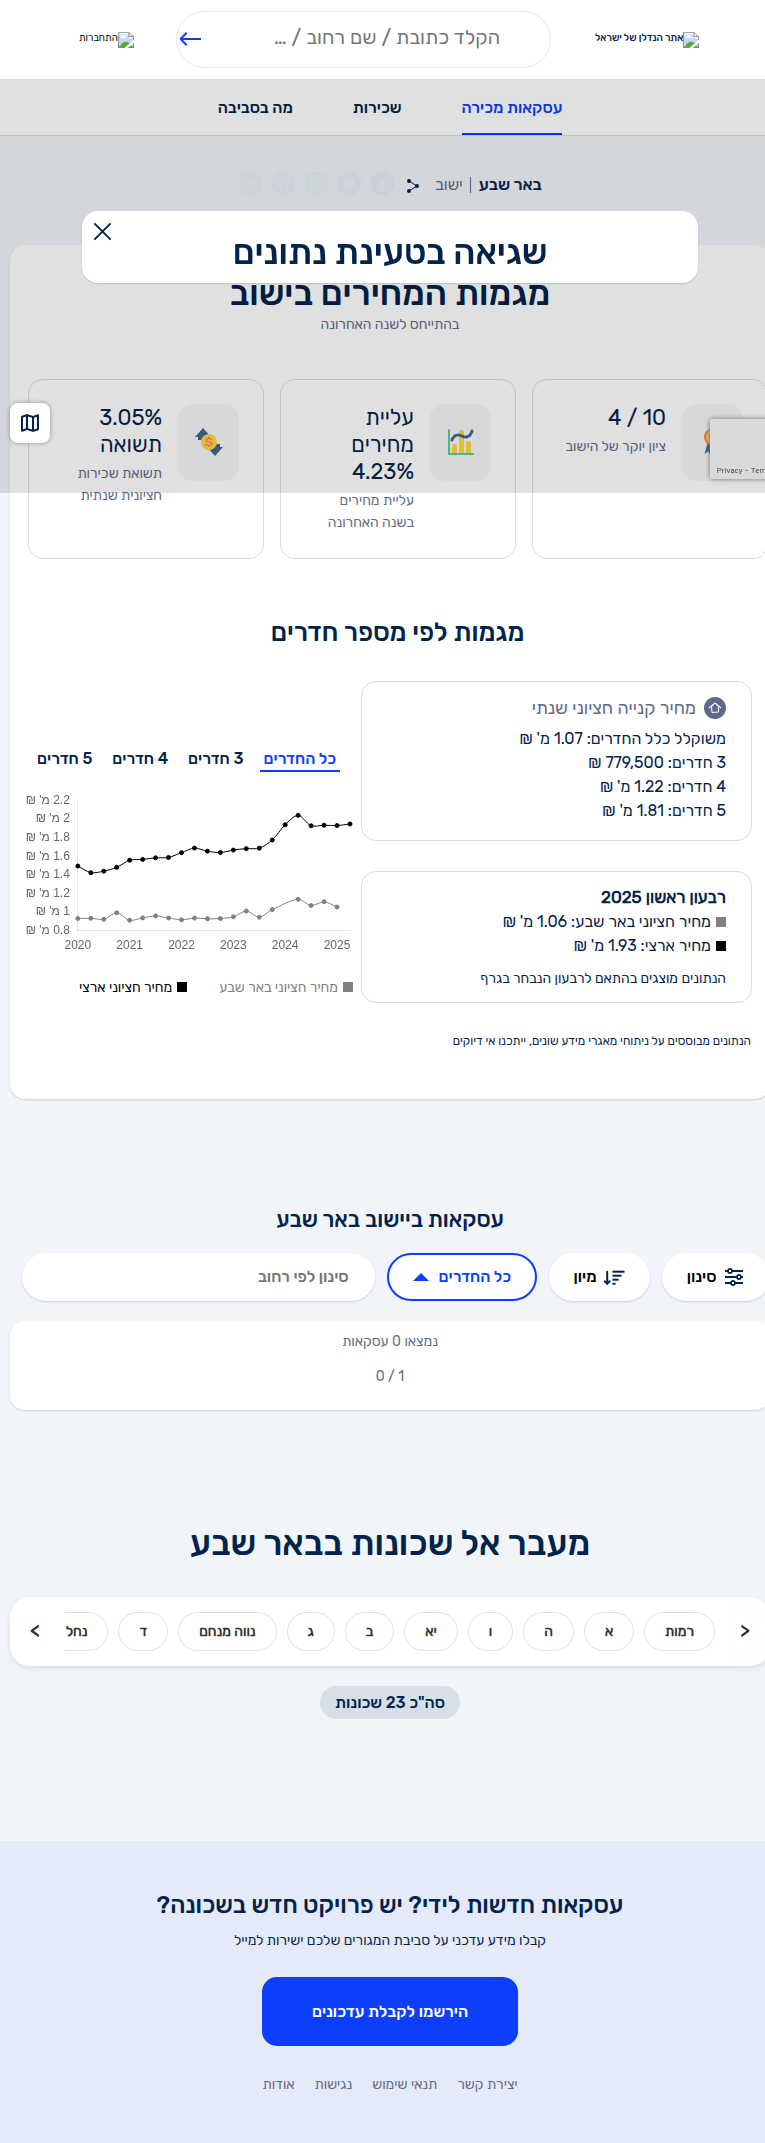 אתר הנדלן של ישראל
הקלד כתובת / שם רחוב / ...
התחברות
עסקאות מכירה
שכירות
מה בסביבה
באר שבע | ישוב
שגיאה בטעינת נתונים
מגמות המחירים בישוב
בהתייחס לשנה האחרונה
4 / 10
ציון יוקר של הישוב
עליית
מחירים
4.23%
עליית מחירים
בשנה האחרונה
3.05%
תשואה
תשואת שכירות
חציונית שנתית
Privacy - Ter
מגמות לפי מספר חדרים
מחיר קנייה חציוני שנתי
משוקלל כלל החדרים: 1.07 מ' ₪
3 חדרים: 779,500 ₪
4 חדרים: 1.22 מ' ₪
5 חדרים: 1.81 מ' ₪
רבעון ראשון 2025
מחיר חציוני באר שבע: 1.06 מ' ₪
מחיר ארצי: 1.93 מ' ₪
הנתונים מוצגים בהתאם לרבעון הנבחר בגרף
כל החדרים
3 חדרים
4 חדרים
5 חדרים
2.2 מ' ₪
2 מ' ₪
1.8 מ' ₪
1.6 מ' ₪
1.4 מ' ₪
1.2 מ' ₪
1 מ' ₪
0.8 מ' ₪
2020 2021 2022 2023 2024 2025
מחיר חציוני באר שבע
מחיר חציוני ארצי
הנתונים מבוססים על ניתוחי מאגרי מידע שונים, ייתכנו אי דיוקים
עסקאות ביישוב באר שבע
סינון
מיון
כל החדרים
סינון לפי רחוב
נמצאו 0 עסקאות
0 / 1
מעבר אל שכונות בבאר שבע
רמות
א
ה
ו
יא
ב
ג
נווה מנחם
ד
נחל
סה"כ 23 שכונות
עסקאות חדשות לידי? יש פרויקט חדש בשכונה?
קבלו מידע עדכני על סביבת המגורים שלכם ישירות למייל
הירשמו לקבלת עדכונים
יצירת קשר
תנאי שימוש
נגישות
אודות